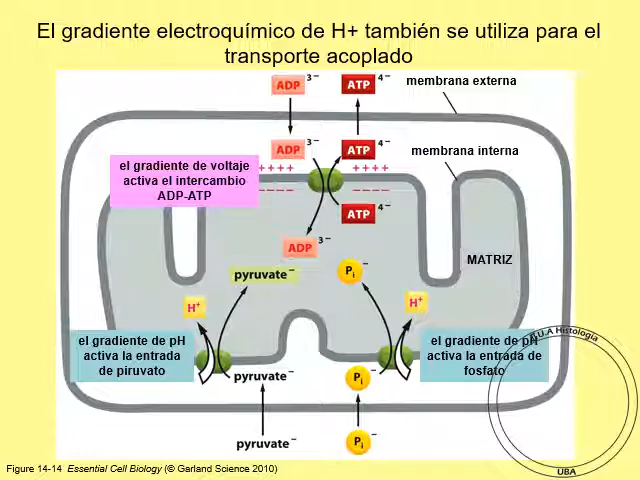 El gradiente electroquímico de H+ también se utiliza para el
transporte acoplado
ADP 3–
ATP 4–
membrana externa
ADP 3–
ATP 4–
membrana interna
el gradiente de voltaje
activa el intercambio
ADP-ATP
++++
++++
––––
––––
ATP 4–
ADP 3–
MATRIZ
pyruvate–
Pi–
H+
H+
el gradiente de pH
activa la entrada
de piruvato
el gradiente de pH
activa la entrada de
fosfato
pyruvate–
Pi–
pyruvate–
Pi–
U.A Histología
UBA
Figure 14-14 Essential Cell Biology (© Garland Science 2010)